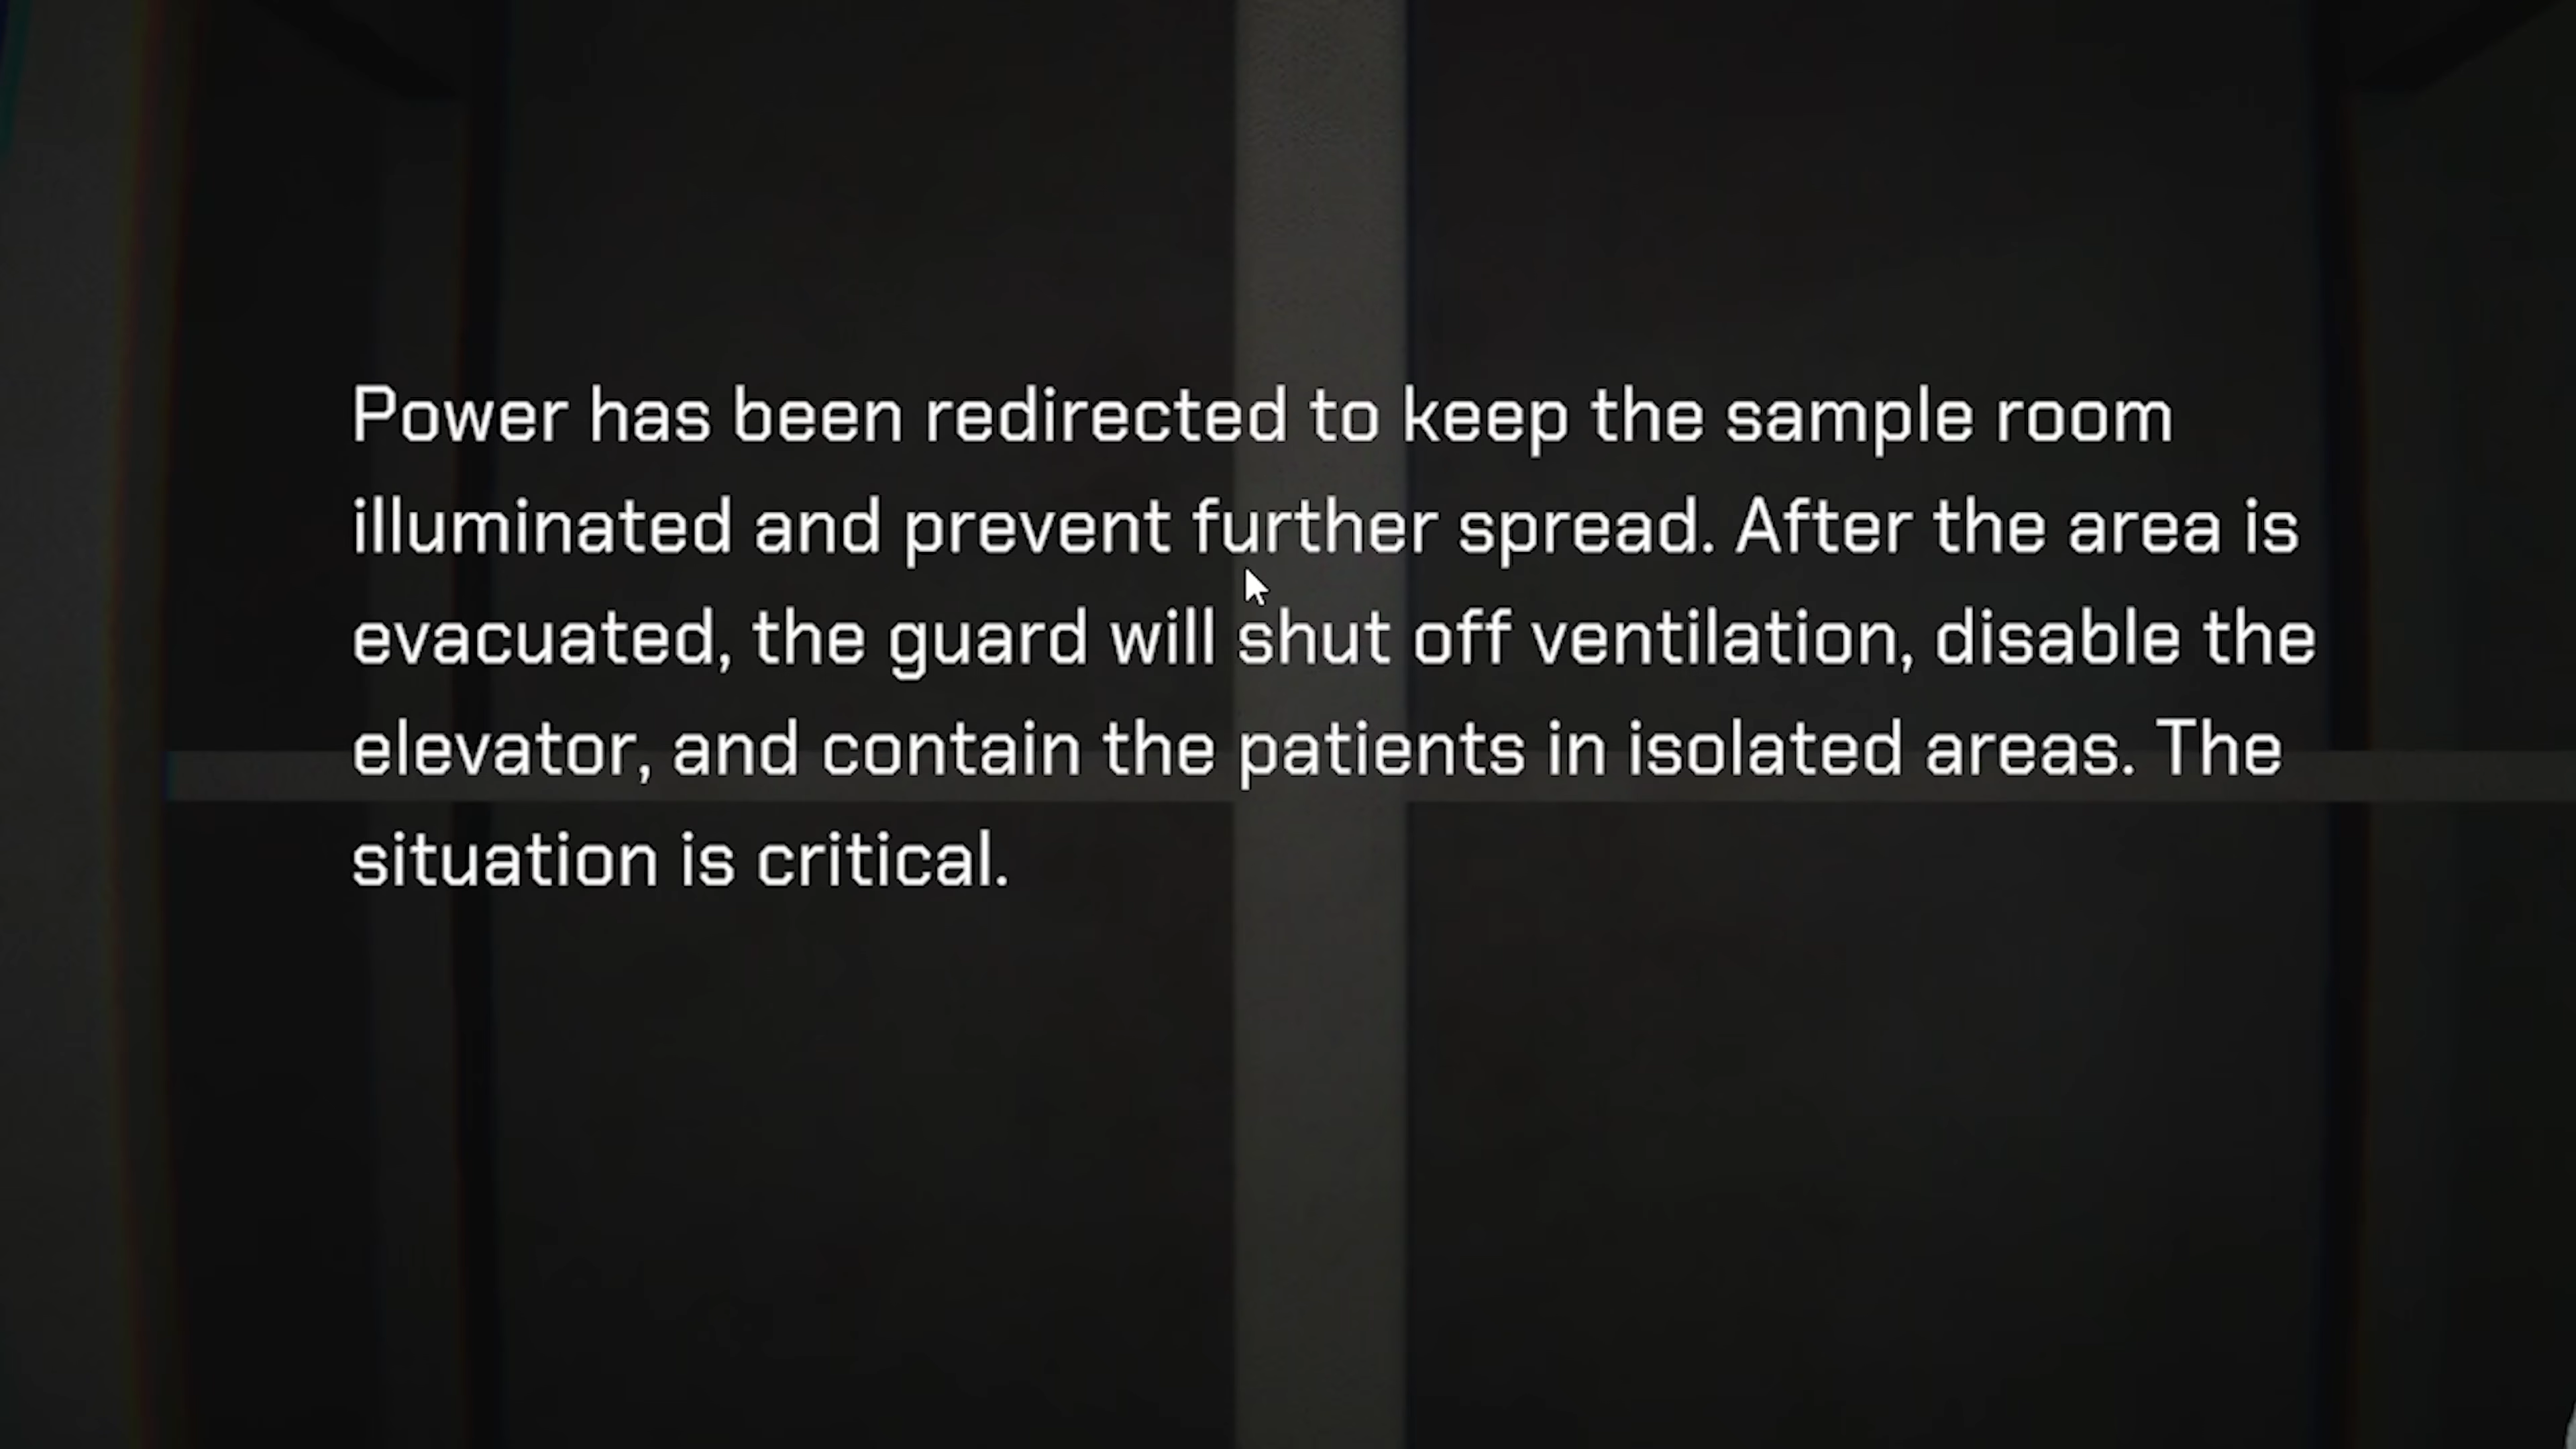 Power has been redirected to keep the sample room
illuminated and prevent further spread. After the area is
evacuated, the guard will shut off ventilation, disable the
elevator, and contain the patients in isolated areas. The
situation is critical.